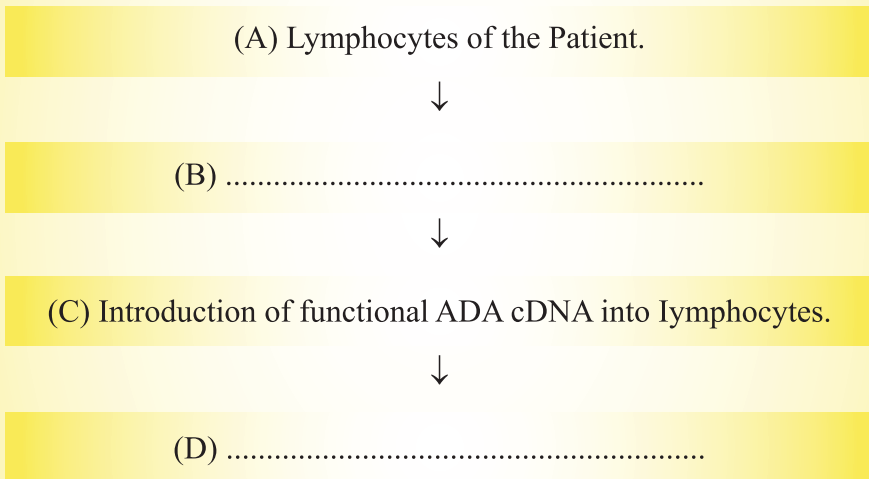 (A) Lymphocytes of the Patient.
↓
(B) ............................................................
↓
(C) Introduction of functional ADA cDNA into Iymphocytes.
↓
(D) ............................................................